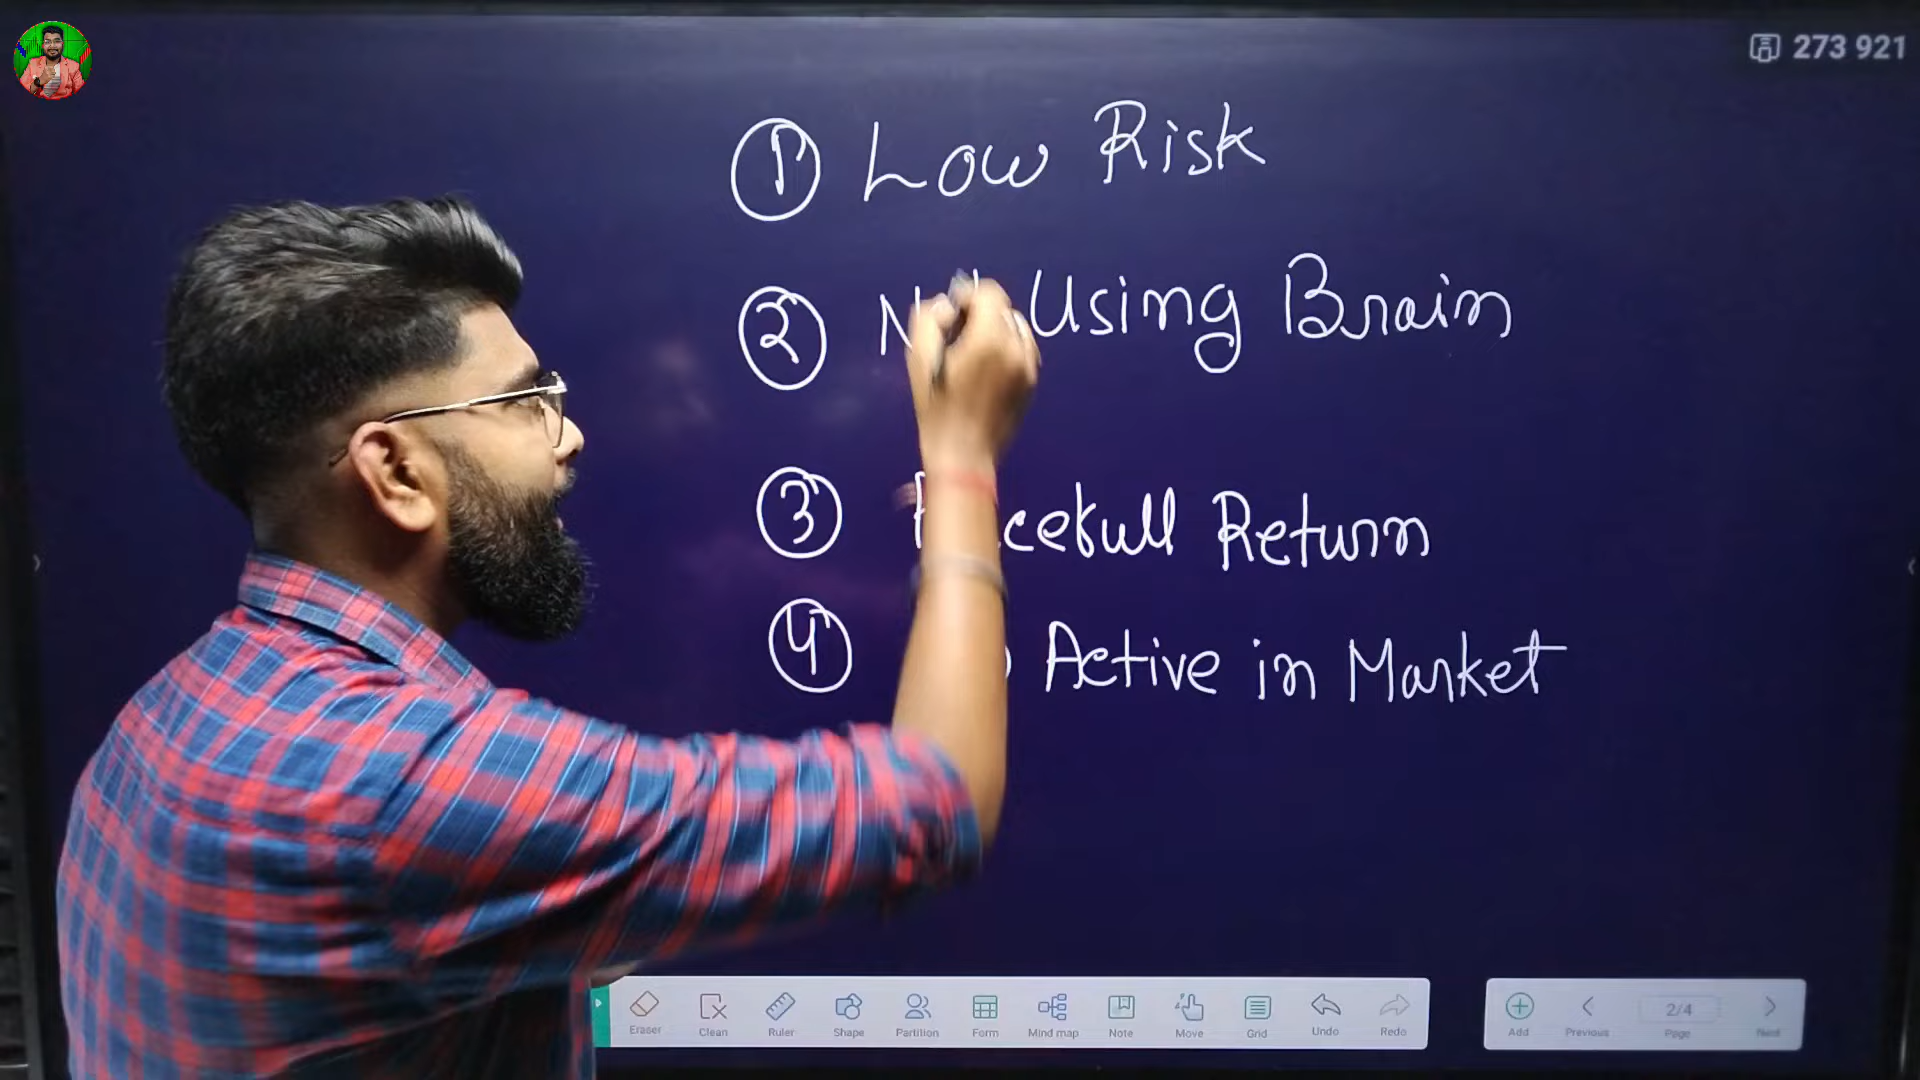 273 921
1 Low Risk
2 Using Brain
3 Return
4 Active in Market
Eraser Clean Ruler Shape Partition Form Mind map Note Move Grid Undo Redo
Add Previous 2/4 Page Next